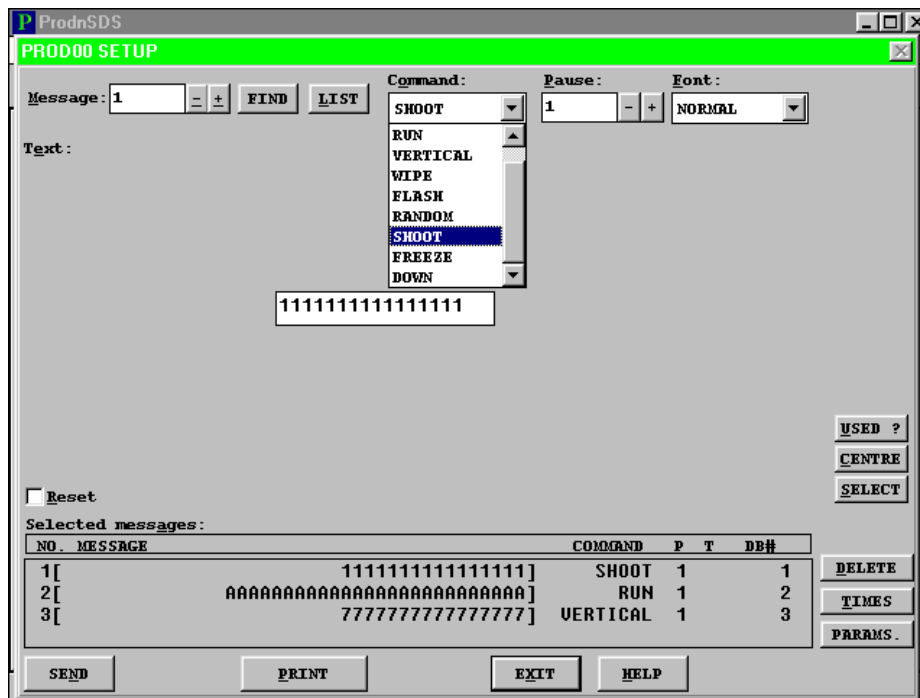 ProdnSDS
PROD00 SETUP
Message: 1 - + FIND LIST
Command:
SHOOT
Pause:
1 - +
Font:
NORMAL
RUN
VERTICAL
WIPE
FLASH
RANDOM
SHOOT
FREEZE
DOWN
Text:
1111111111111111
USED ?
CENTRE
SELECT
Reset
Selected messages:
NO. MESSAGE COMMAND P T DB#
1[ 1111111111111111] SHOOT 1 1
2[ AAAAAAAAAAAAAAAAAAAAAAAAAA] RUN 1 2
3[ 7777777777777777] VERTICAL 1 3
DELETE
TIMES
PARAMS.
SEND PRINT EXIT HELP